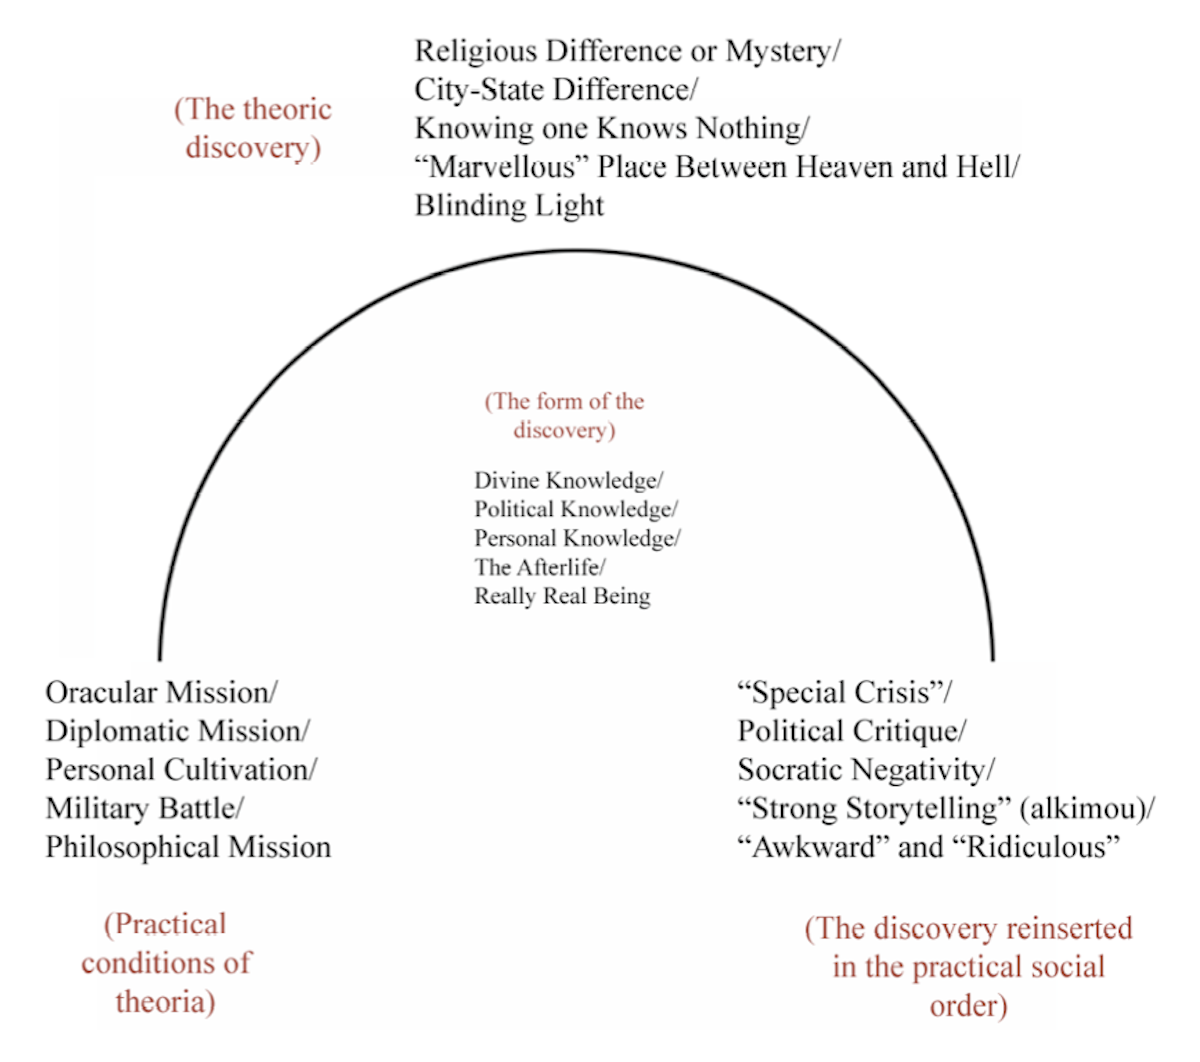 Religious Difference or Mystery/
City-State Difference/
Knowing one Knows Nothing/
“Marvellous” Place Between Heaven and Hell/
Blinding Light
(The theoric
discovery)
(The form of the
discovery)
Divine Knowledge/
Political Knowledge/
Personal Knowledge/
The Afterlife/
Really Real Being
Oracular Mission/
Diplomatic Mission/
Personal Cultivation/
Military Battle/
Philosophical Mission
(Practical
conditions of
theoria)
“Special Crisis”/
Political Critique/
Socratic Negativity/
“Strong Storytelling” (alkimou)/
“Awkward” and “Ridiculous”
(The discovery reinserted
in the practical social
order)